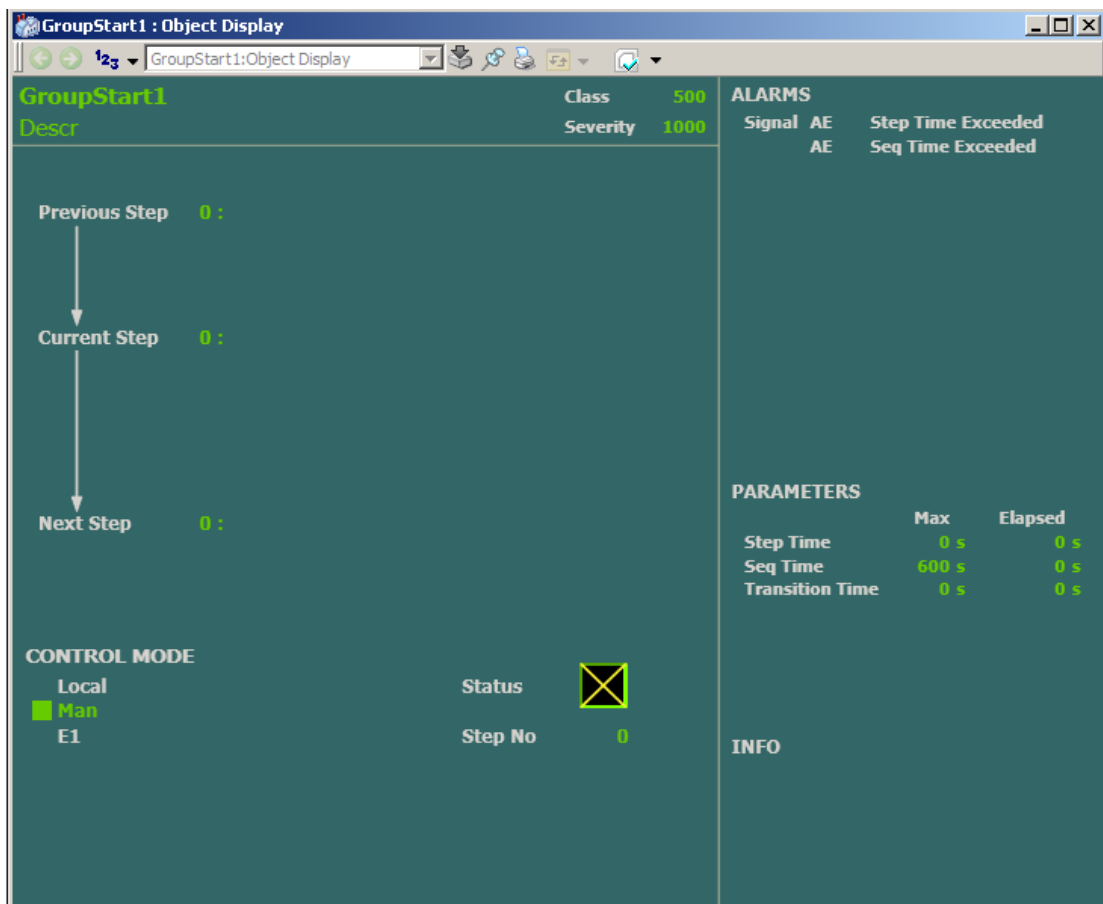 GroupStart1 : Object Display
123 GroupStart1:Object Display
GroupStart1 Class 500
Descr Severity 1000
Previous Step 0 :
Current Step 0 :
Next Step 0 :
CONTROL MODE
Local Status
Man
E1 Step No 0
ALARMS
Signal AE Step Time Exceeded
AE Seq Time Exceeded
PARAMETERS
Max Elapsed
Step Time 0 s 0 s
Seq Time 600 s 0 s
Transition Time 0 s 0 s
INFO